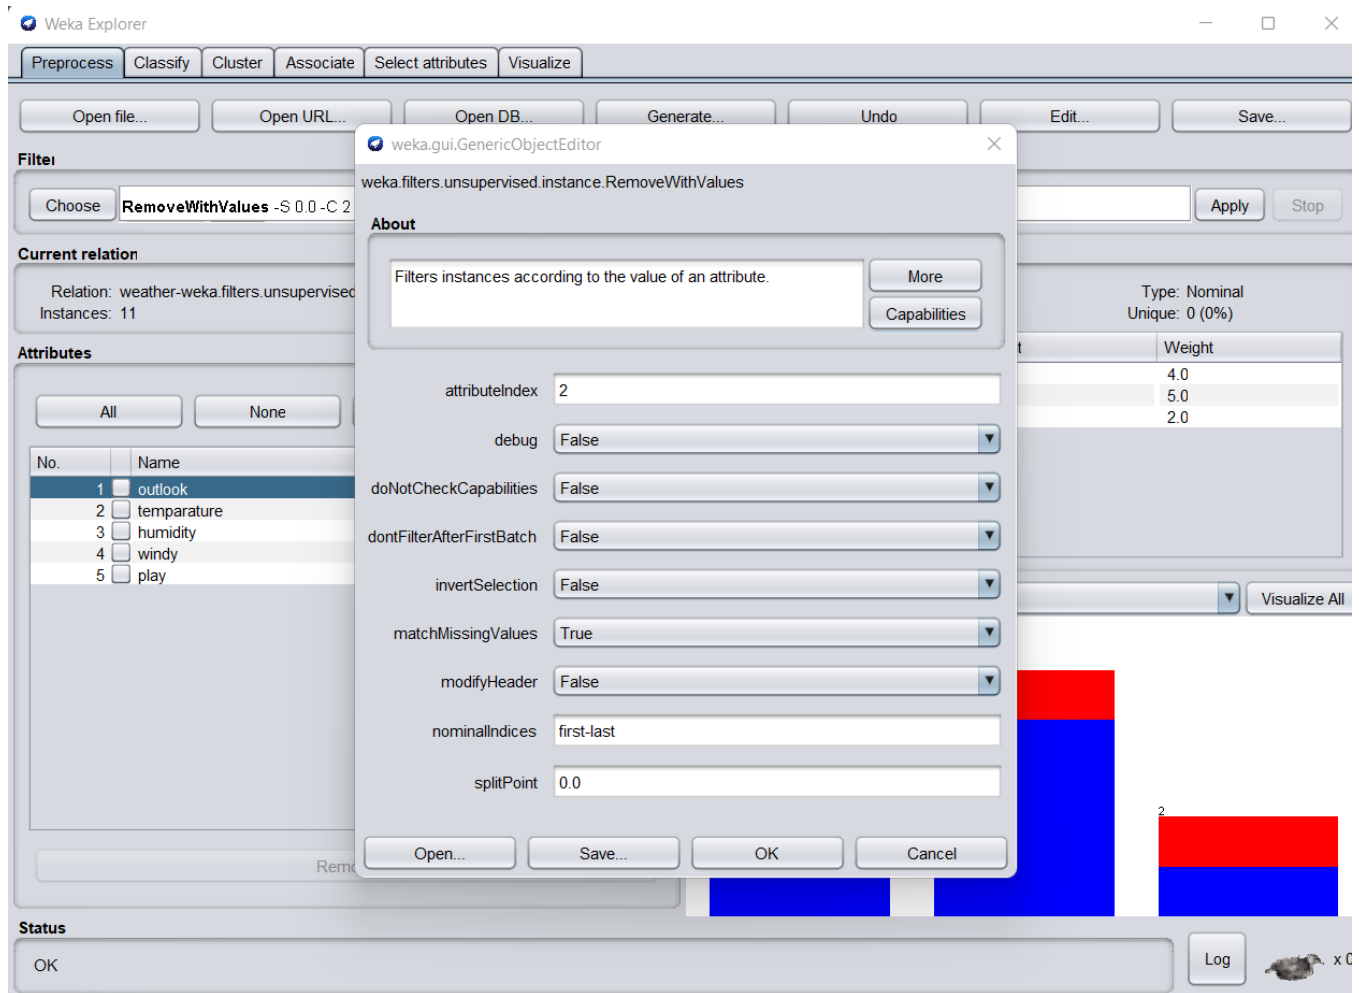 Weka Explorer
Preprocess Classify Cluster Associate Select attributes Visualize
Open file... Open URL... Open DB... Generate... Undo Edit... Save...
weka.gui.GenericObjectEditor
Filter
weka.filters.unsupervised.instance.RemoveWithValues
Choose RemoveWithValues -S 0.0 -C 2 Apply Stop
About
Current relation
Filters instances according to the value of an attribute. More
Capabilities
Relation: weather-weka.filters.unsupervised Type: Nominal
Instances: 11 Unique: 0 (0%)
Attributes
Weight
attributeIndex 2
4.0
5.0
2.0
All None
debug False
No. Name
doNotCheckCapabilities False
1 outlook
2 temparature
3 humidity
4 windy
5 play
dontFilterAfterFirstBatch False
invertSelection False
Visualize All
matchMissingValues True
modifyHeader False
nominalIndices first-last
splitPoint 0.0
2
Open... Save... OK Cancel
Status
OK
Log x 0